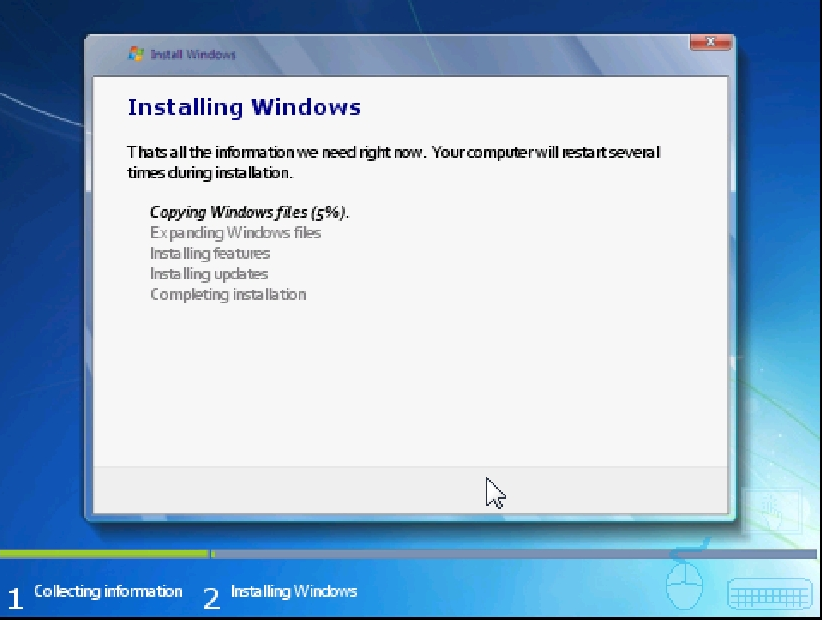 Install Windows
Installing Windows
Thats all the information we need right now. Your computer will restart several
times during installation.
Copying Windows files (5%).
Expanding Windows files
Installing features
Installing updates
Completing installation
1 Collecting information 2 Installing Windows